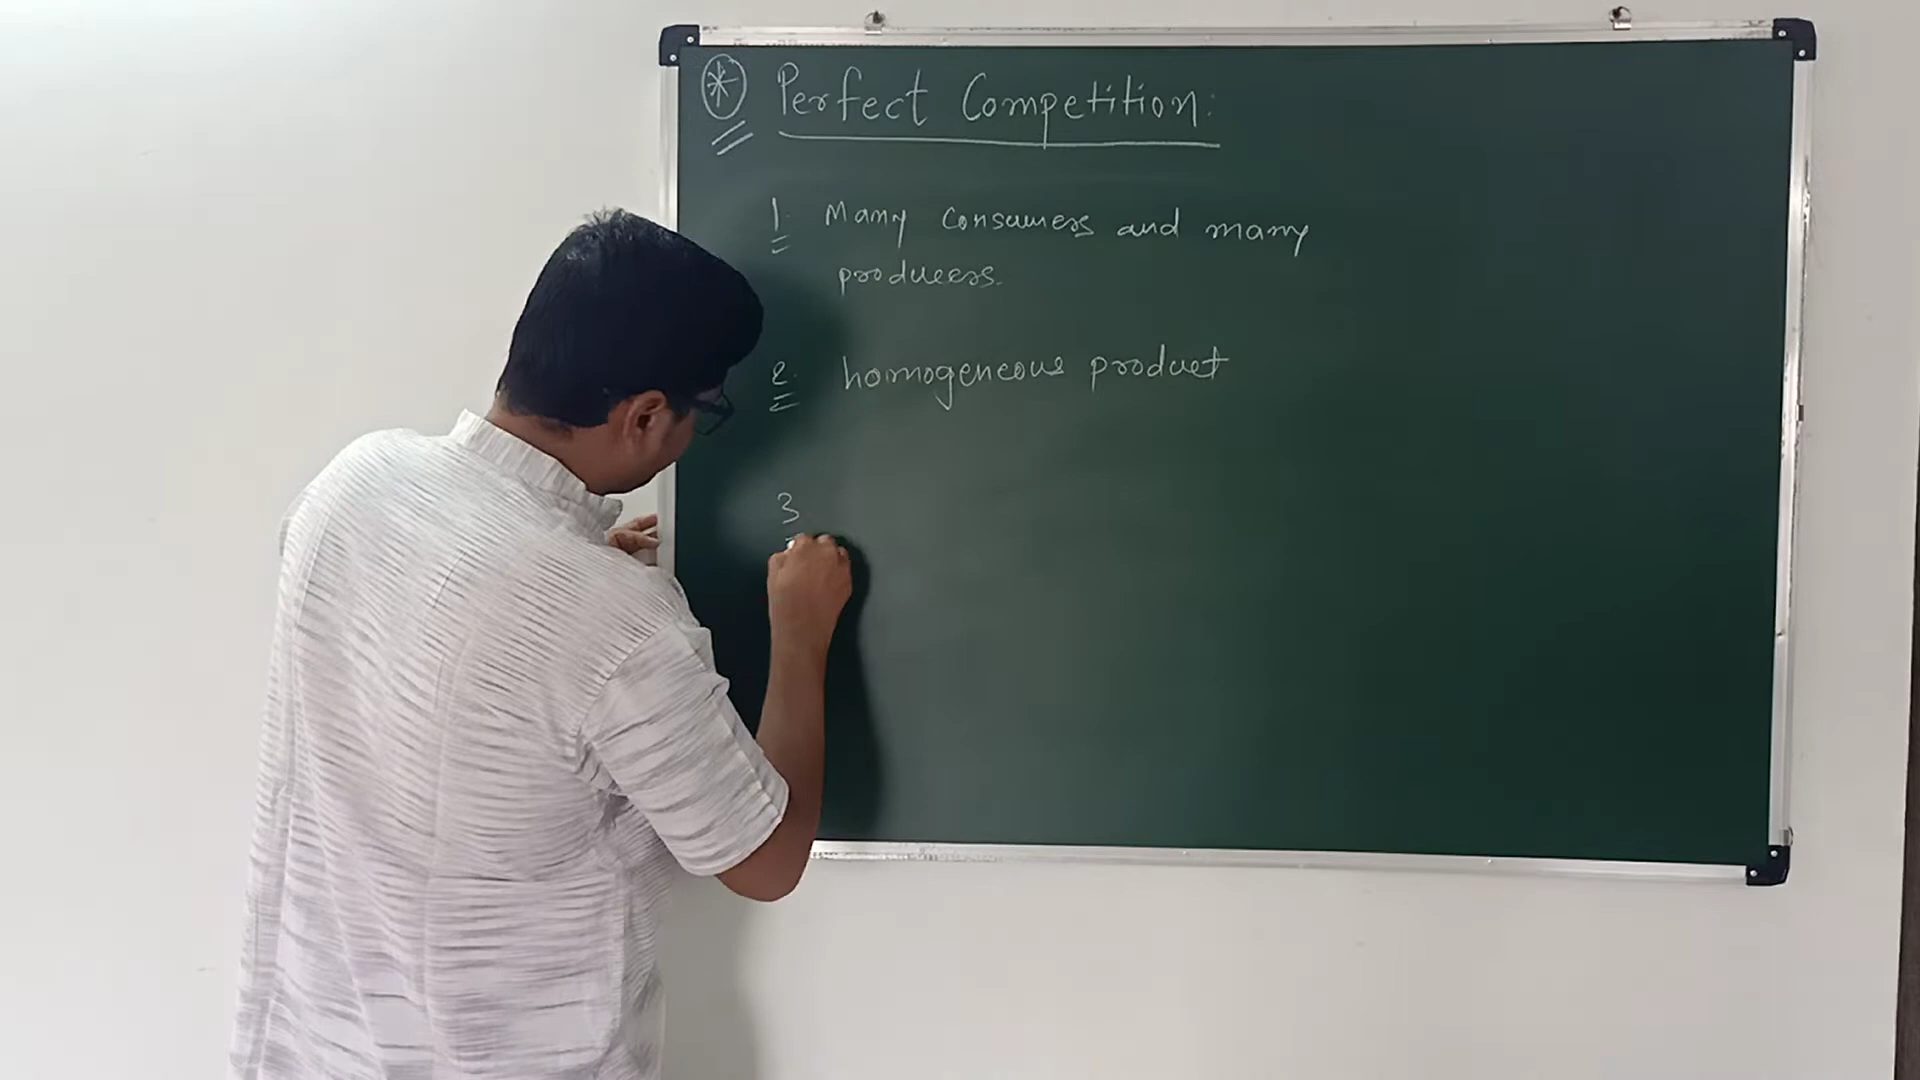 * Perfect Competition:
1. Many consumers and many
producers.
2. homogeneous product
3